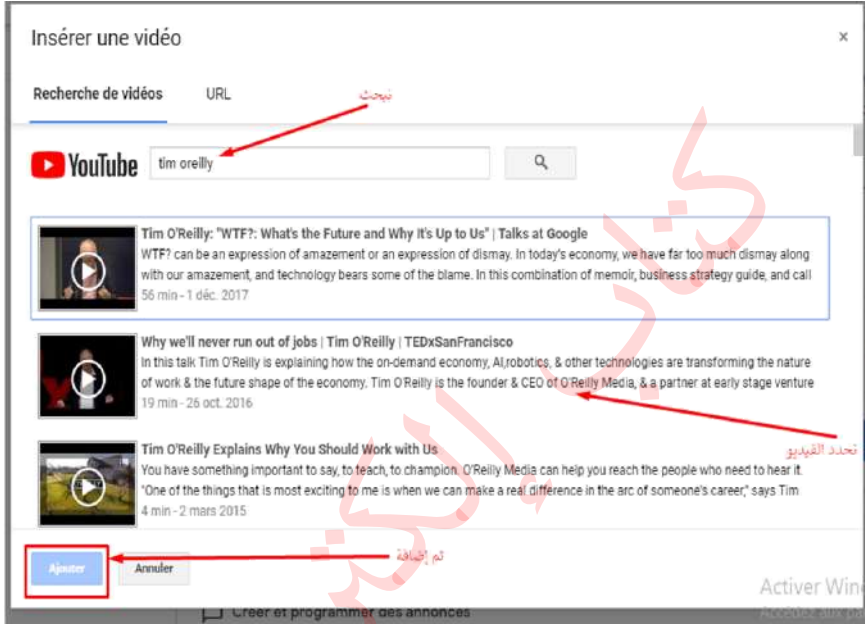 Insérer une vidéo
×
Recherche de vidéos URL
نبحث
YouTube tim oreilly
Tim O'Reilly: "WTF?: What's the Future and Why It's Up to Us" | Talks at Google
WTF? can be an expression of amazement or an expression of dismay. In today's economy, we have far too much dismay along
with our amazement, and technology bears some of the blame. In this combination of memoir, business strategy guide, and call
56 min - 1 déc. 2017
Why we'll never run out of jobs | Tim O'Reilly | TEDxSanFrancisco
In this talk Tim O'Reilly is explaining how the on-demand economy, AI,robotics, & other technologies are transforming the nature
of work & the future shape of the economy. Tim O'Reilly is the founder & CEO of O'Reilly Media, & a partner at early stage venture
19 min - 26 oct. 2016
نحدد الفيديو
Tim O'Reilly Explains Why You Should Work with Us
You have something important to say, to teach, to champion. O'Reilly Media can help you reach the people who need to hear it.
"One of the things that is most exciting to me is when we can make a real difference in the arc of someone's career," says Tim
4 min - 2 mars 2015
ثم إضافة
Ajouter Annuler
Activer Win
Accédez aux pa
Créer et programmer des annonces
كتاب